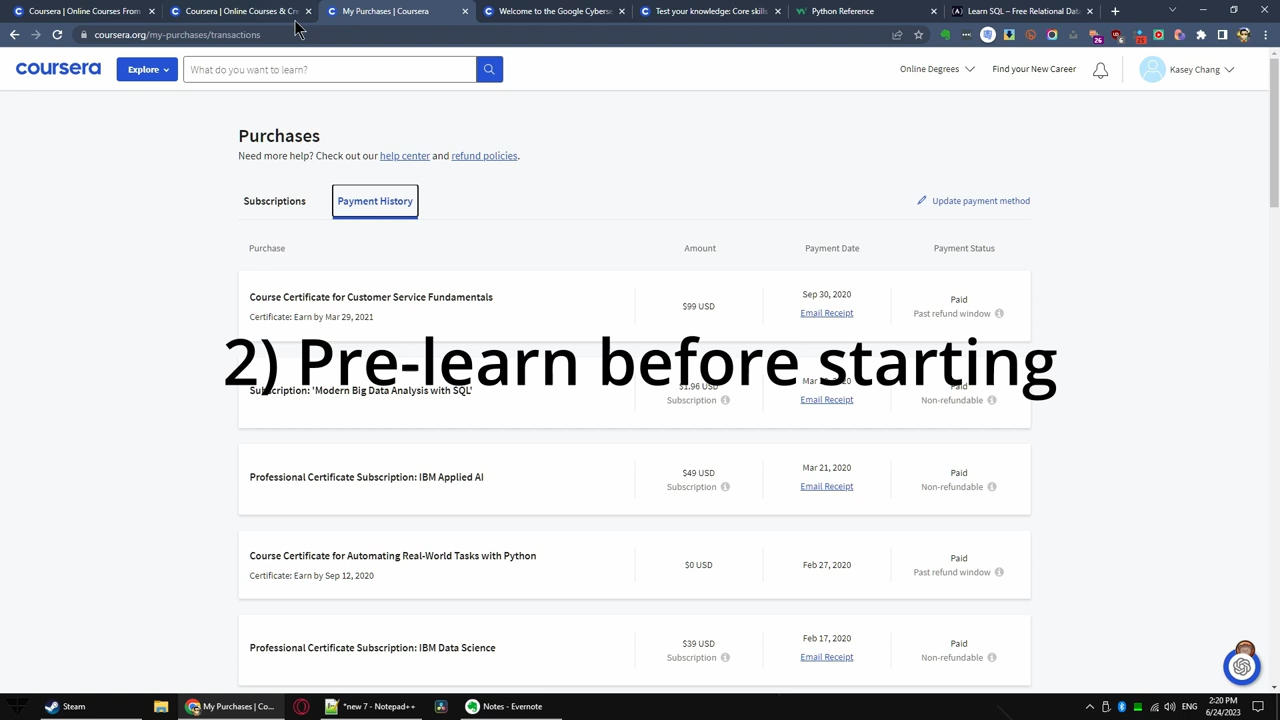 Coursera | Online Courses From
Coursera | Online Courses & Cre
My Purchases | Coursera
Welcome to the Google Cyberse
Test your knowledge: Core skills
Python Reference
Learn SQL – Free Relational Data
coursera.org/my-purchases/transactions
coursera
Explore
What do you want to learn?
Online Degrees
Find your New Career
Kasey Chang
Purchases
Need more help? Check out our help center and refund policies.
Subscriptions
Payment History
Update payment method
Purchase
Amount
Payment Date
Payment Status
Course Certificate for Customer Service Fundamentals
Certificate: Earn by Mar 29, 2021
$99 USD
Sep 30, 2020
Email Receipt
Paid
Past refund window
2) Pre-learn before starting
Subscription: 'Modern Big Data Analysis with SQL'
$1.96 USD
Subscription
Email Receipt
Paid
Non-refundable
Professional Certificate Subscription: IBM Applied AI
$49 USD
Subscription
Mar 21, 2020
Email Receipt
Paid
Non-refundable
Course Certificate for Automating Real-World Tasks with Python
Certificate: Earn by Sep 12, 2020
$0 USD
Feb 27, 2020
Paid
Past refund window
Professional Certificate Subscription: IBM Data Science
$39 USD
Subscription
Feb 17, 2020
Email Receipt
Paid
Non-refundable
Steam
My Purchases | Co...
*new 7 - Notepad++
Notes - Evernote
ENG
2:20 PM
6/24/2023